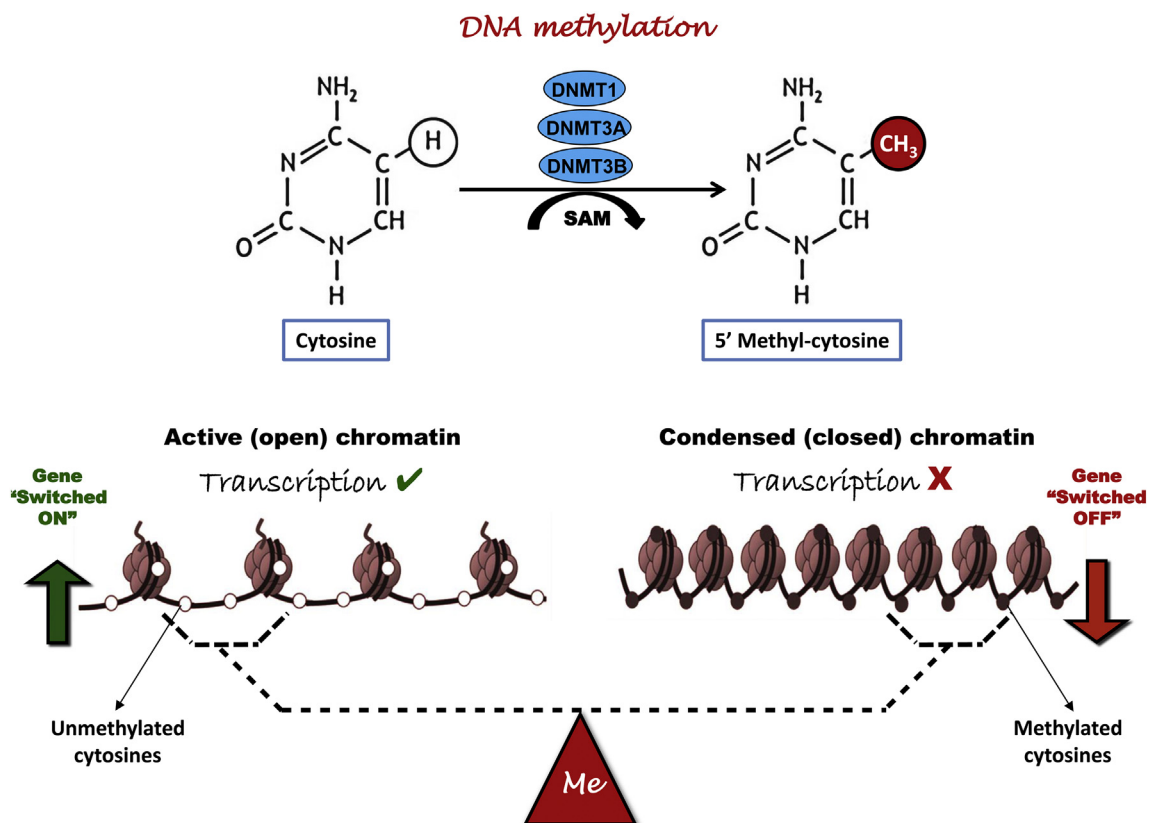 DNA methylation
NH₂
H
N
C
C
C
CH
O
N
H
Cytosine
DNMT1
DNMT3A
DNMT3B
SAM
NH₂
CH₃
N
C
C
C
CH
O
N
H
5’ Methyl-cytosine
Active (open) chromatin
Transcription ✔
Gene
“Switched
ON”
Unmethylated
cytosines
Condensed (closed) chromatin
Transcription X
Gene
“Switched
OFF”
Methylated
cytosines
Me